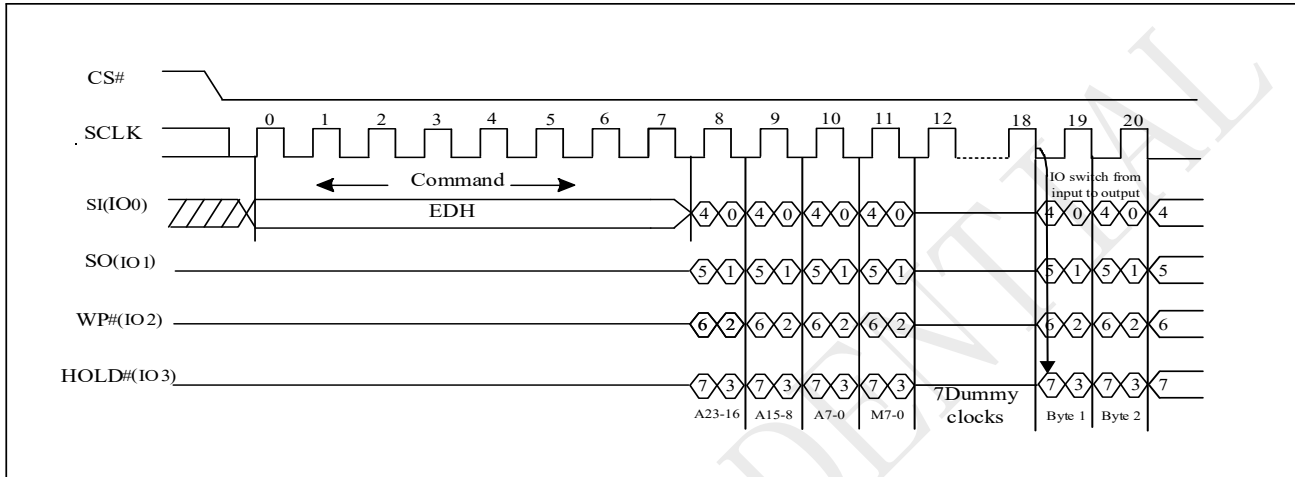 CS#
0 1 2 3 4 5 6 7 8 9 10 11 12 18 19 20
SCLK
Command
IO switch from
input to output
SI(IO0) EDH 4 0 4 0 4 0 4 0 4 0 4 0 4
SO(IO1) 5 1 5 1 5 1 5 1 5 1 5 1 5
WP#(IO2) 6 2 6 2 6 2 6 2 6 2 6 2 6
HOLD#(IO3) 7 3 7 3 7 3 7 3 7 3 7 3 7
A23-16 A15-8 A7-0 M7-0 7Dummy Byte 1 Byte 2
clocks
DENTIAL